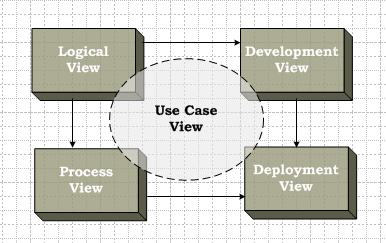 Logical
View
Development
View
Use Case
View
Process
View
Deployment
View